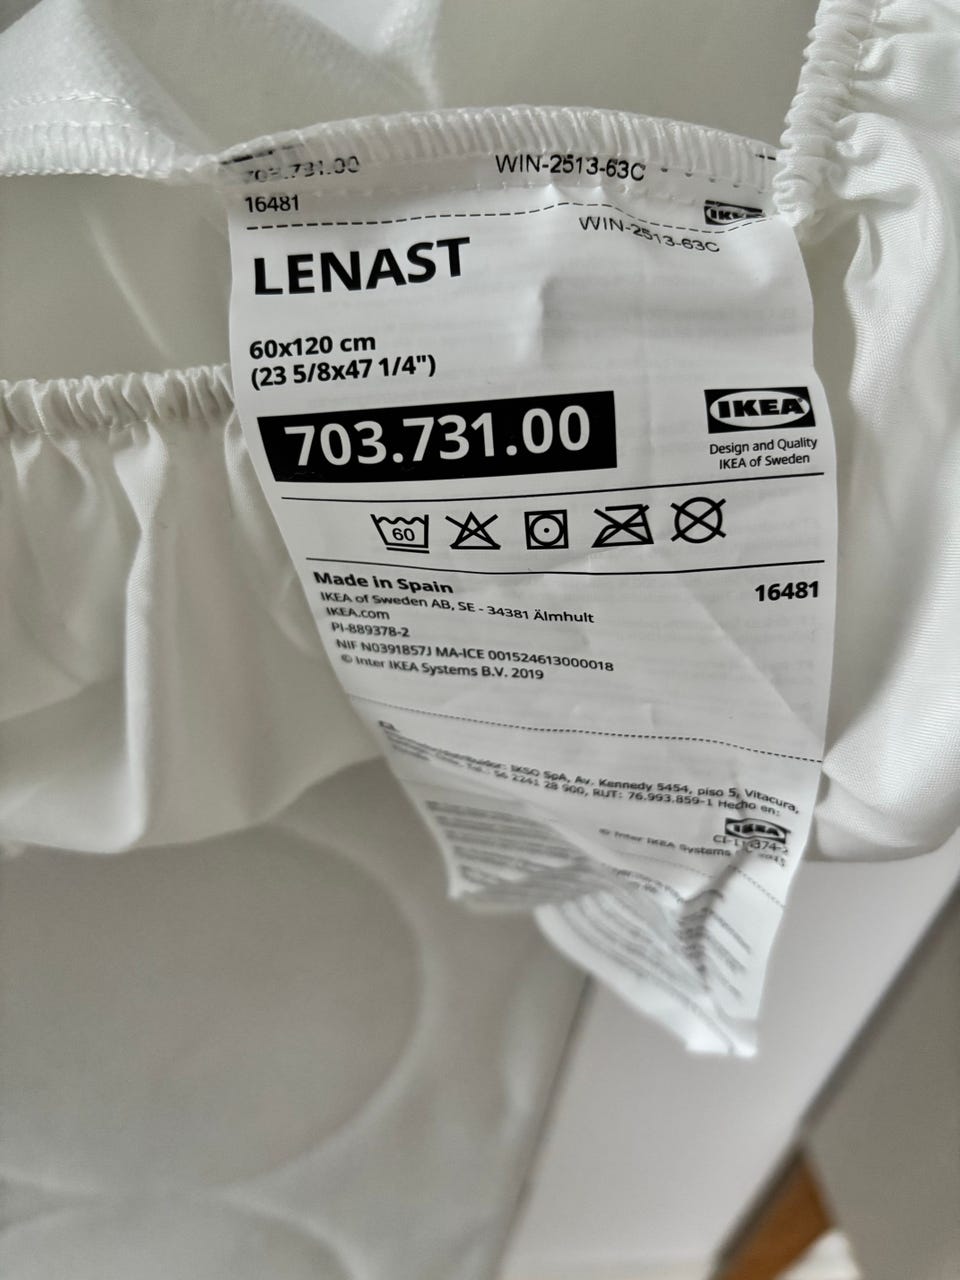 703.731.00 WIN-2513-63C
16481
IKEA
WIN-2513-63C
LENAST
60x120 cm
(23 5/8x47 1/4")
703.731.00
IKEA
Design and Quality
IKEA of Sweden
60
Made in Spain
16481
IKEA of Sweden AB, SE - 34381 Älmhult
IKEA.com
PI-889378-2
NIF N0391857J MA-ICE 001524613000018
© Inter IKEA Systems B.V. 2019
IKSO SpA, Av. Kennedy 5454, piso 5, Vitacura,
Tel.: 56 2241 28 900, RUT: 76.993.859-1 Hecho en:
IKEA
© Inter IKEA Systems